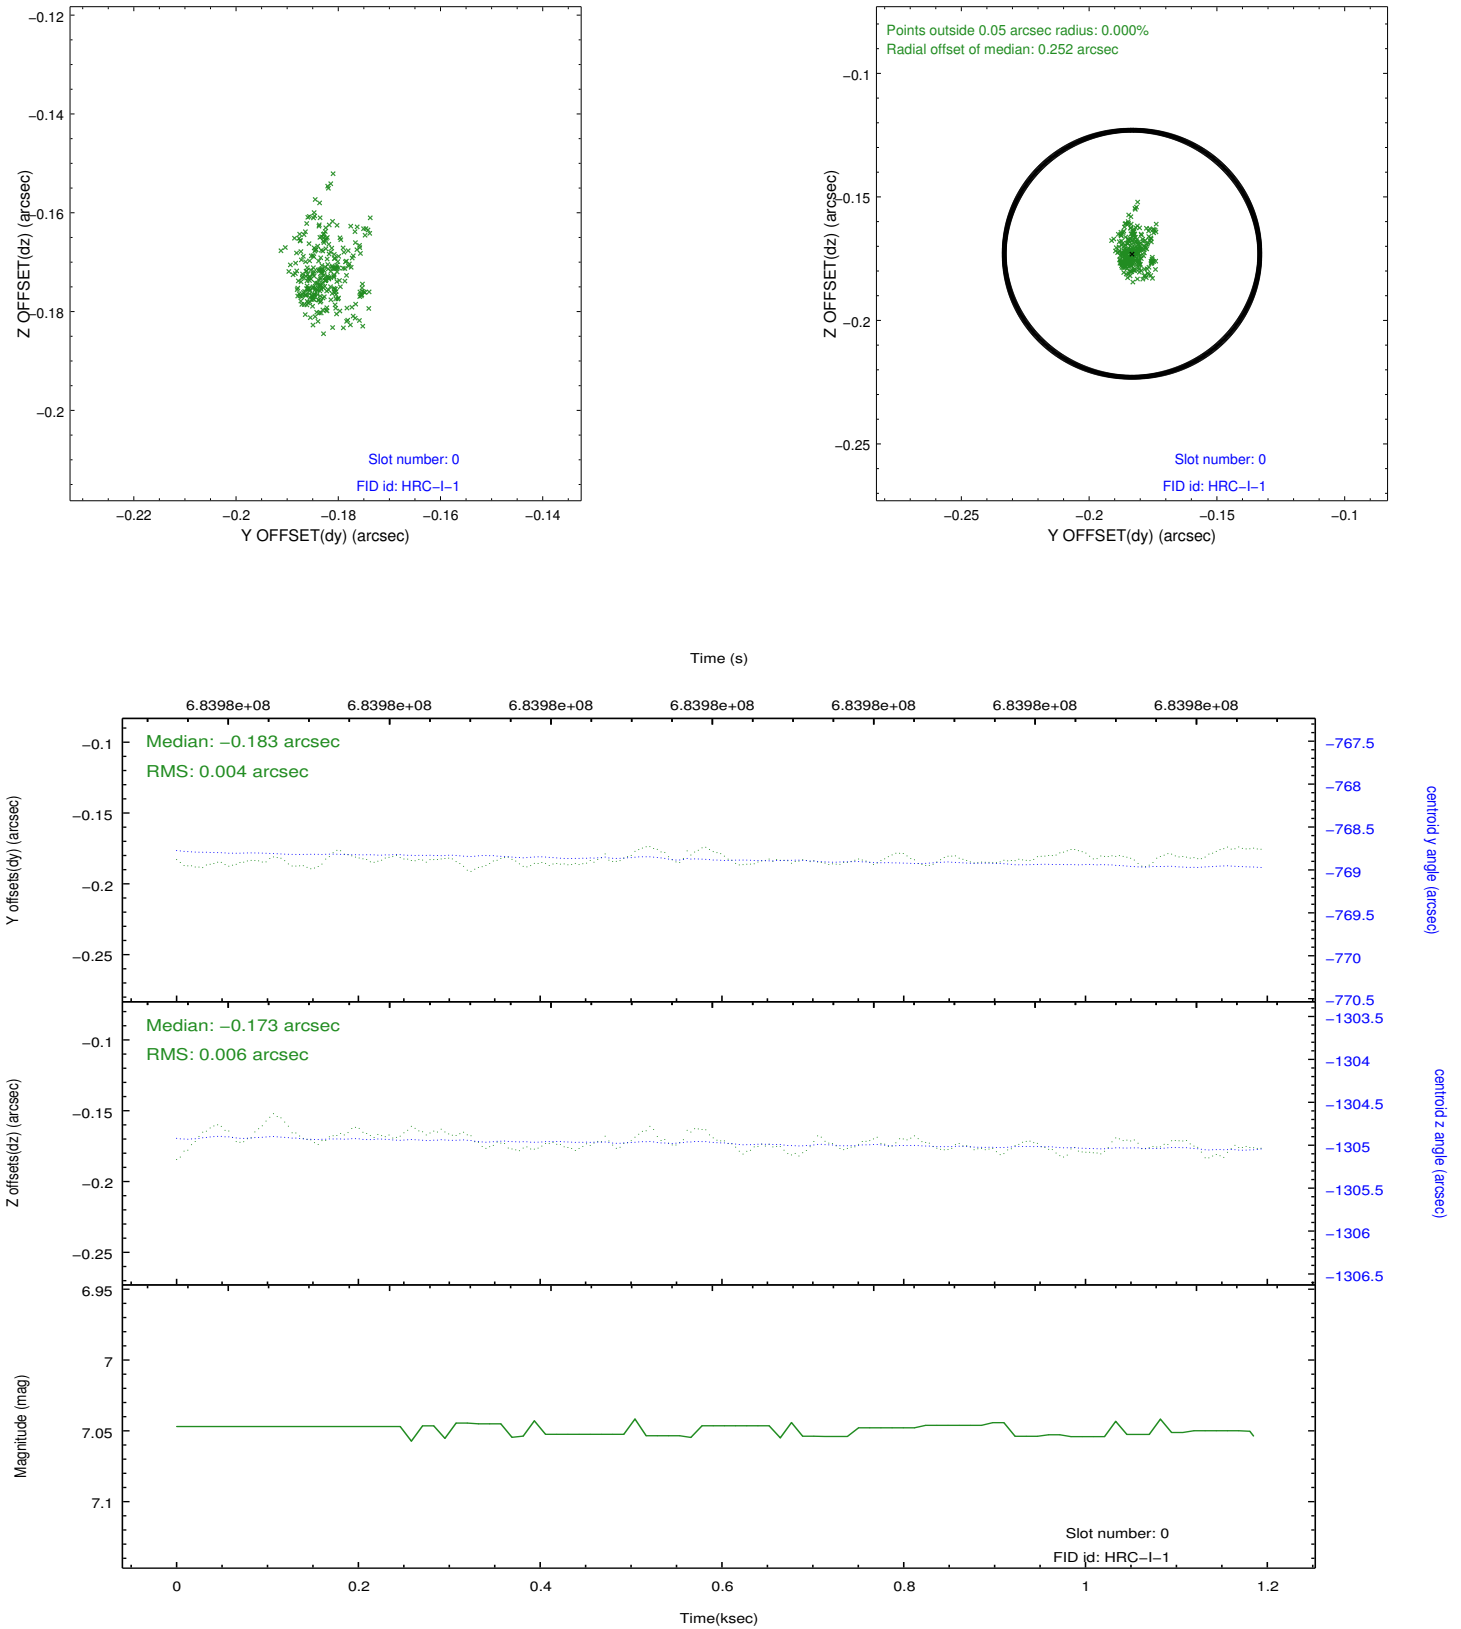 −0.12
−0.14
−0.16
−0.18
−0.2
Z OFFSET(dz) (arcsec)
Slot number: 0
FID id: HRC−I−1
−0.22
−0.2
−0.18
−0.16
−0.14
Y OFFSET(dy) (arcsec)
Points outside 0.05 arcsec radius: 0.000%
Radial offset of median: 0.252 arcsec
−0.1
−0.15
−0.2
−0.25
Z OFFSET(dz) (arcsec)
Slot number: 0
FID id: HRC−I−1
−0.25
−0.2
−0.15
−0.1
Y OFFSET(dy) (arcsec)
Time (s)
6.8398e+08
6.8398e+08
6.8398e+08
6.8398e+08
6.8398e+08
6.8398e+08
6.8398e+08
Median: −0.183 arcsec
RMS: 0.004 arcsec
−0.1
−0.15
−0.2
−0.25
Y offsets(dy) (arcsec)
−767.5
−768
−768.5
−769
−769.5
−770
−770.5
centroid y angle (arcsec)
Median: −0.173 arcsec
RMS: 0.006 arcsec
−0.1
−0.15
−0.2
−0.25
Z offsets(dz) (arcsec)
−1303.5
−1304
−1304.5
−1305
−1305.5
−1306
−1306.5
centroid z angle (arcsec)
6.95
7
7.05
7.1
Magnitude (mag)
Slot number: 0
FID id: HRC−I−1
0
0.2
0.4
0.6
0.8
1
1.2
Time(ksec)